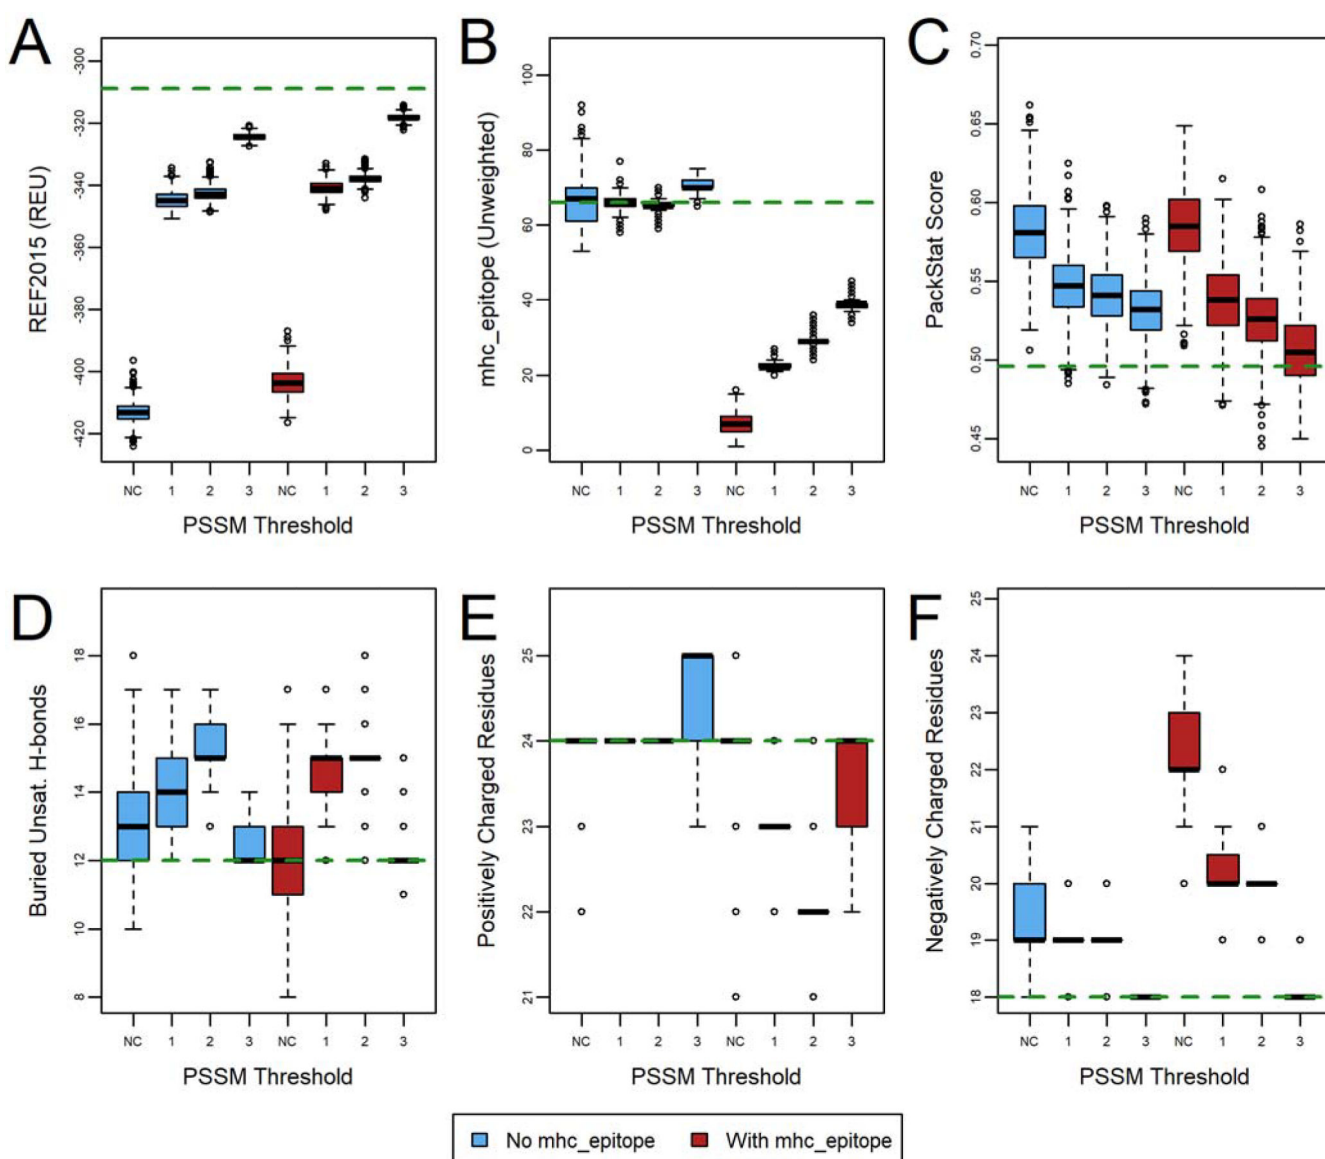 A
REF2015 (REU)
-300
-320
-340
-360
-380
-400
-420
NC 1 2 3 NC 1 2 3
PSSM Threshold
B
mhc_epitope (Unweighted)
100
80
60
40
20
0
NC 1 2 3 NC 1 2 3
PSSM Threshold
C
PackStat Score
0.70
0.65
0.60
0.55
0.50
0.45
NC 1 2 3 NC 1 2 3
PSSM Threshold
D
Buried Unsat. H-bonds
18
16
14
12
10
8
NC 1 2 3 NC 1 2 3
PSSM Threshold
E
Positively Charged Residues
25
24
23
22
21
NC 1 2 3 NC 1 2 3
PSSM Threshold
F
Negatively Charged Residues
25
24
23
22
21
20
19
18
NC 1 2 3 NC 1 2 3
PSSM Threshold
No mhc_epitope
With mhc_epitope